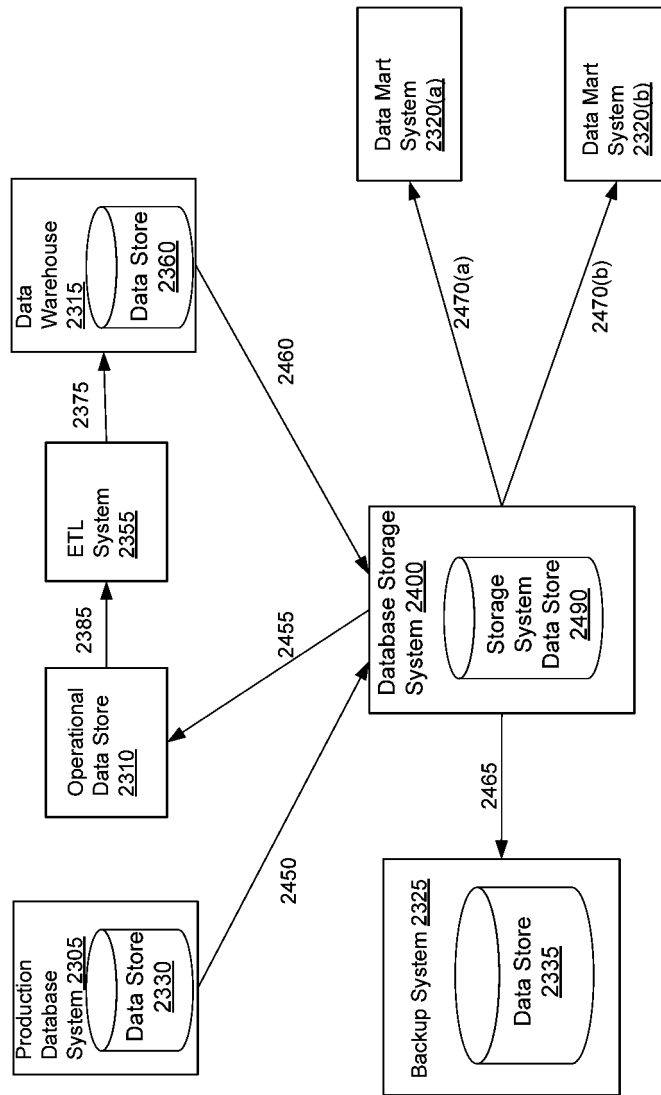 Production
Database
System 2305
Data Store
2330
Operational
Data Store
2310
2385
ETL
System
2355
2375
Data
Warehouse
2315
Data Store
2360
2450
2455
2460
Backup System 2325
Data Store
2335
2465
Database Storage
System 2400
Storage
System
Data Store
2490
2470(a)
2470(b)
Data Mart
System
2320(a)
Data Mart
System
2320(b)